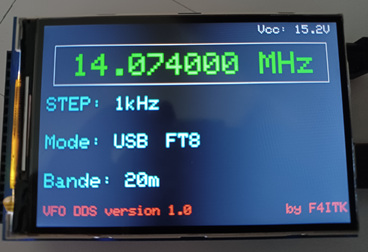 Vcc: 15.2V
14.074000 MHz
STEP: 1kHz
Mode: USB FT8
Bande: 20m
VFO DDS version 1.0 by F4ITK